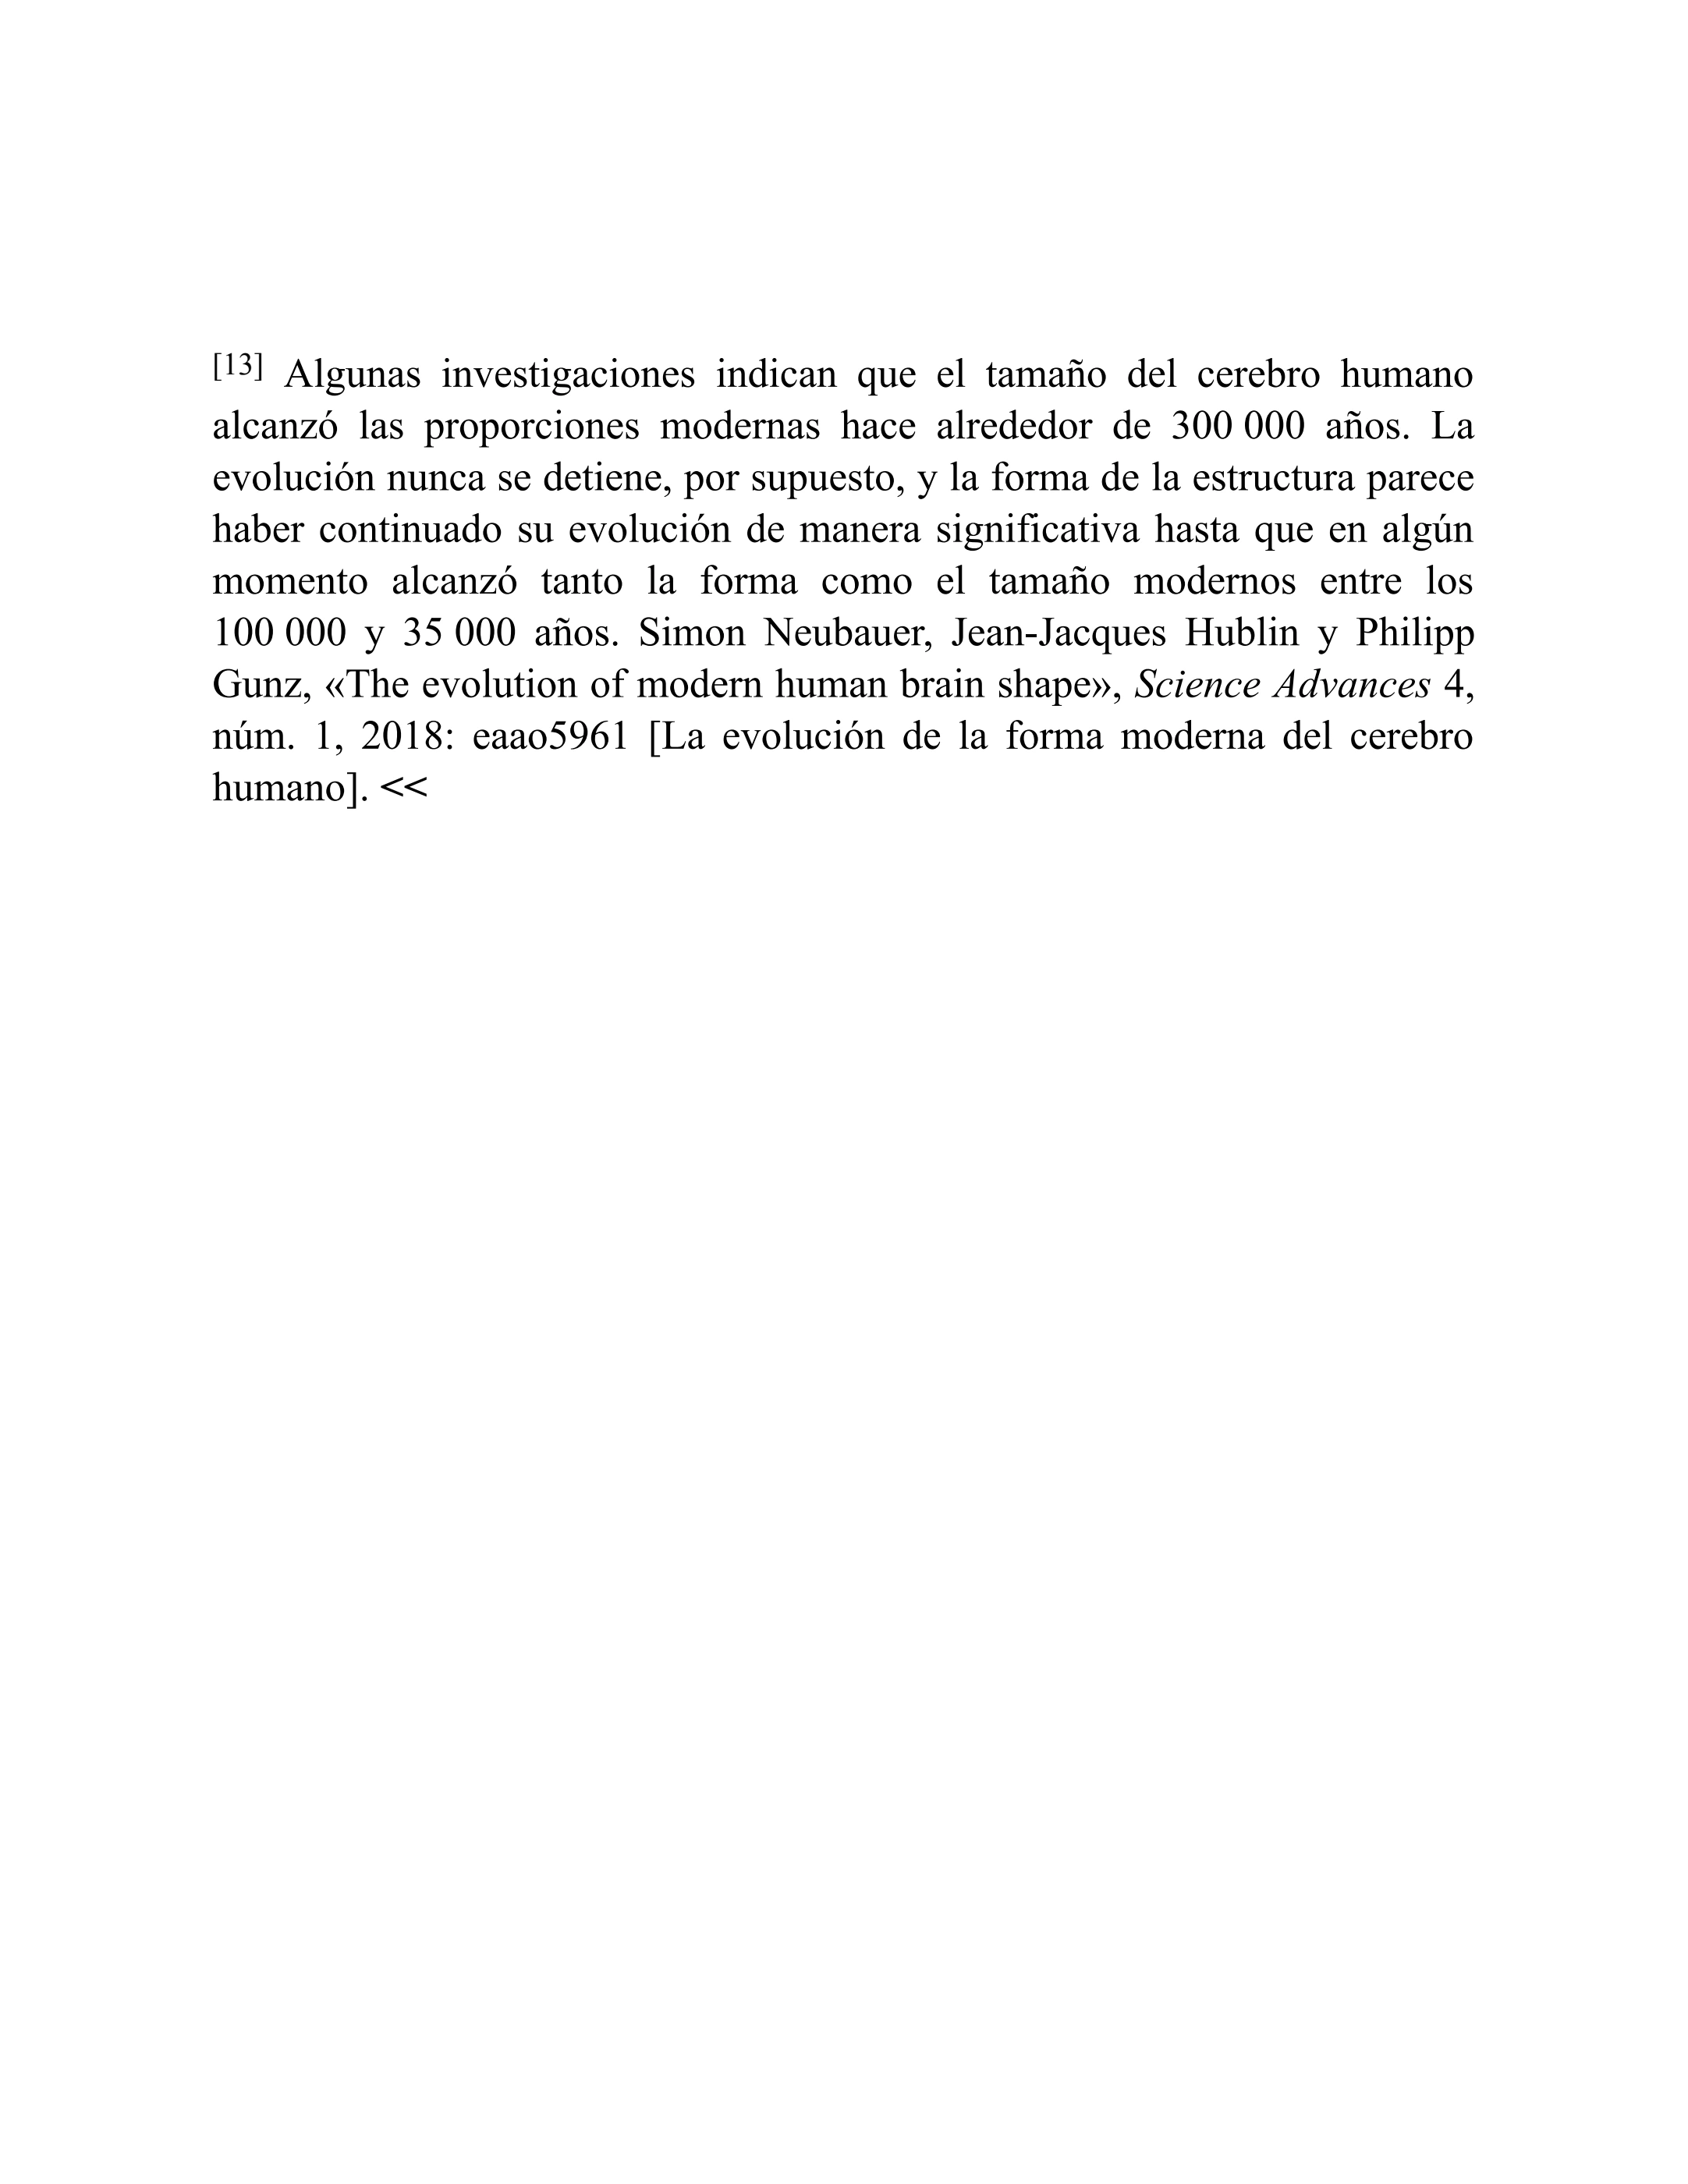 [13] Algunas investigaciones indican que el tamaño del cerebro humano
alcanzó las proporciones modernas hace alrededor de 300 000 años. La
evolución nunca se detiene, por supuesto, y la forma de la estructura parece
haber continuado su evolución de manera significativa hasta que en algún
momento alcanzó tanto la forma como el tamaño modernos entre los
100 000 y 35 000 años. Simon Neubauer, Jean-Jacques Hublin y Philipp
Gunz, «The evolution of modern human brain shape», Science Advances 4,
núm. 1, 2018: eaao5961 [La evolución de la forma moderna del cerebro
humano]. <<